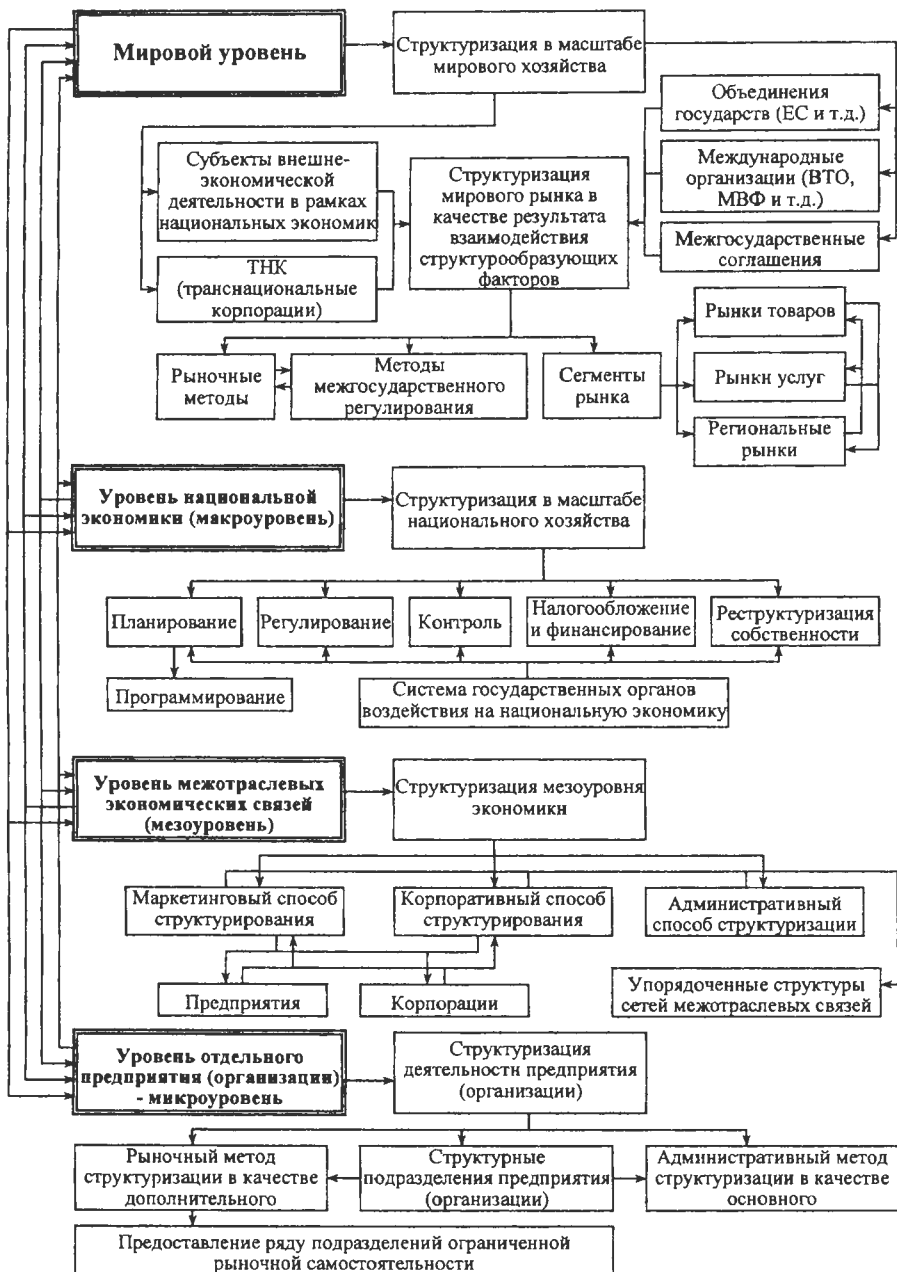 Мировой уровень
Структуризация в масштабе
мирового хозяйства
Объединения
государств (ЕС и т.д.)
Международные
организации (ВТО,
МВФ и т.д.)
Межгосударственные
соглашения
Субъекты внешне-
экономической
деятельности в рамках
национальных экономик
ТНК
(транснациональные
корпорации)
Структуризация
мирового рынка в
качестве результата
взаимодействия
структурообразующих
факторов
Рыночные
методы
Методы
межгосударственного
регулирования
Сегменты
рынка
Рынки товаров
Рынки услуг
Региональные
рынки
Уровень национальной
экономики (макроуровень)
Структуризация в масштабе
национального хозяйства
Планирование
Регулирование
Контроль
Налогообложение
и финансирование
Реструктуризация
собственности
Программирование
Система государственных органов
воздействия на национальную экономику
Уровень межотраслевых
экономических связей
(мезоуровень)
Структуризация мезоуровня
экономики
Маркетинговый способ
структурирования
Корпоративный способ
структурирования
Административный
способ структуризации
Предприятия
Корпорации
Упорядоченные структуры
сетей межотраслевых связей
Уровень отдельного
предприятия (организации)
- микроуровень
Структуризация
деятельности предприятия
(организации)
Рыночный метод
структуризации в качестве
дополнительного
Структурные
подразделения предприятия
(организации)
Административный метод
структуризации в качестве
основного
Предоставление ряду подразделений ограниченной
рыночной самостоятельности